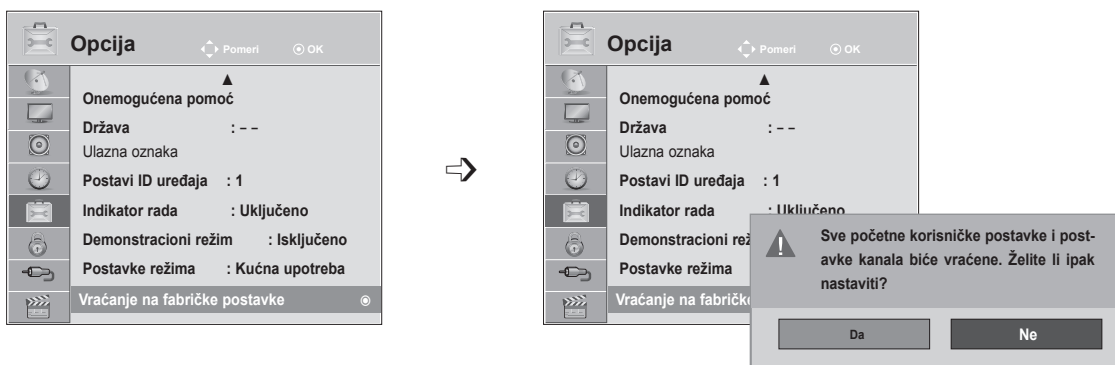 Opcija Pomeri OK
Onemogućena pomoć
Država : – –
Ulazna oznaka
Postavi ID uređaja : 1
Indikator rada : Uključeno
Demonstracioni režim : Isključeno
Postavke režima : Kućna upotreba
Vraćanje na fabričke postavke
Opcija Pomeri OK
Onemogućena pomoć
Država : – –
Ulazna oznaka
Postavi ID uređaja : 1
Indikator rada : Uključeno
Demonstracioni rež
Postavke režima
Vraćanje na fabričk
Sve početne korisničke postavke i post-
avke kanala biće vraćene. Želite li ipak
nastaviti?
Da Ne